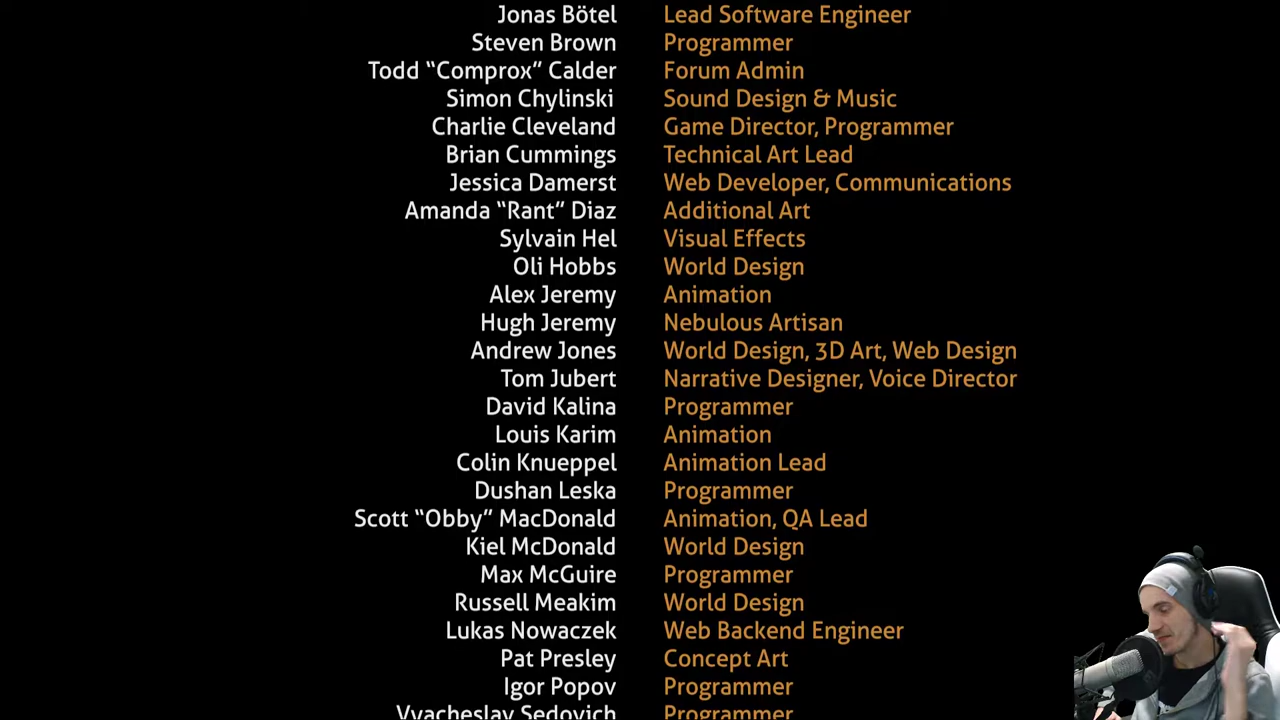 Jonas Bötel Lead Software Engineer
Steven Brown Programmer
Todd “Comprox” Calder Forum Admin
Simon Chylinski Sound Design & Music
Charlie Cleveland Game Director, Programmer
Brian Cummings Technical Art Lead
Jessica Damerst Web Developer, Communications
Amanda “Rant” Diaz Additional Art
Sylvain Hel Visual Effects
Oli Hobbs World Design
Alex Jeremy Animation
Hugh Jeremy Nebulous Artisan
Andrew Jones World Design, 3D Art, Web Design
Tom Jubert Narrative Designer, Voice Director
David Kalina Programmer
Louis Karim Animation
Colin Knueppel Animation Lead
Dushan Leska Programmer
Scott “Obby” MacDonald Animation, QA Lead
Kiel McDonald World Design
Max McGuire Programmer
Russell Meakim World Design
Lukas Nowaczek Web Backend Engineer
Pat Presley Concept Art
Igor Popov Programmer
Vyacheslav Sedovich Programmer